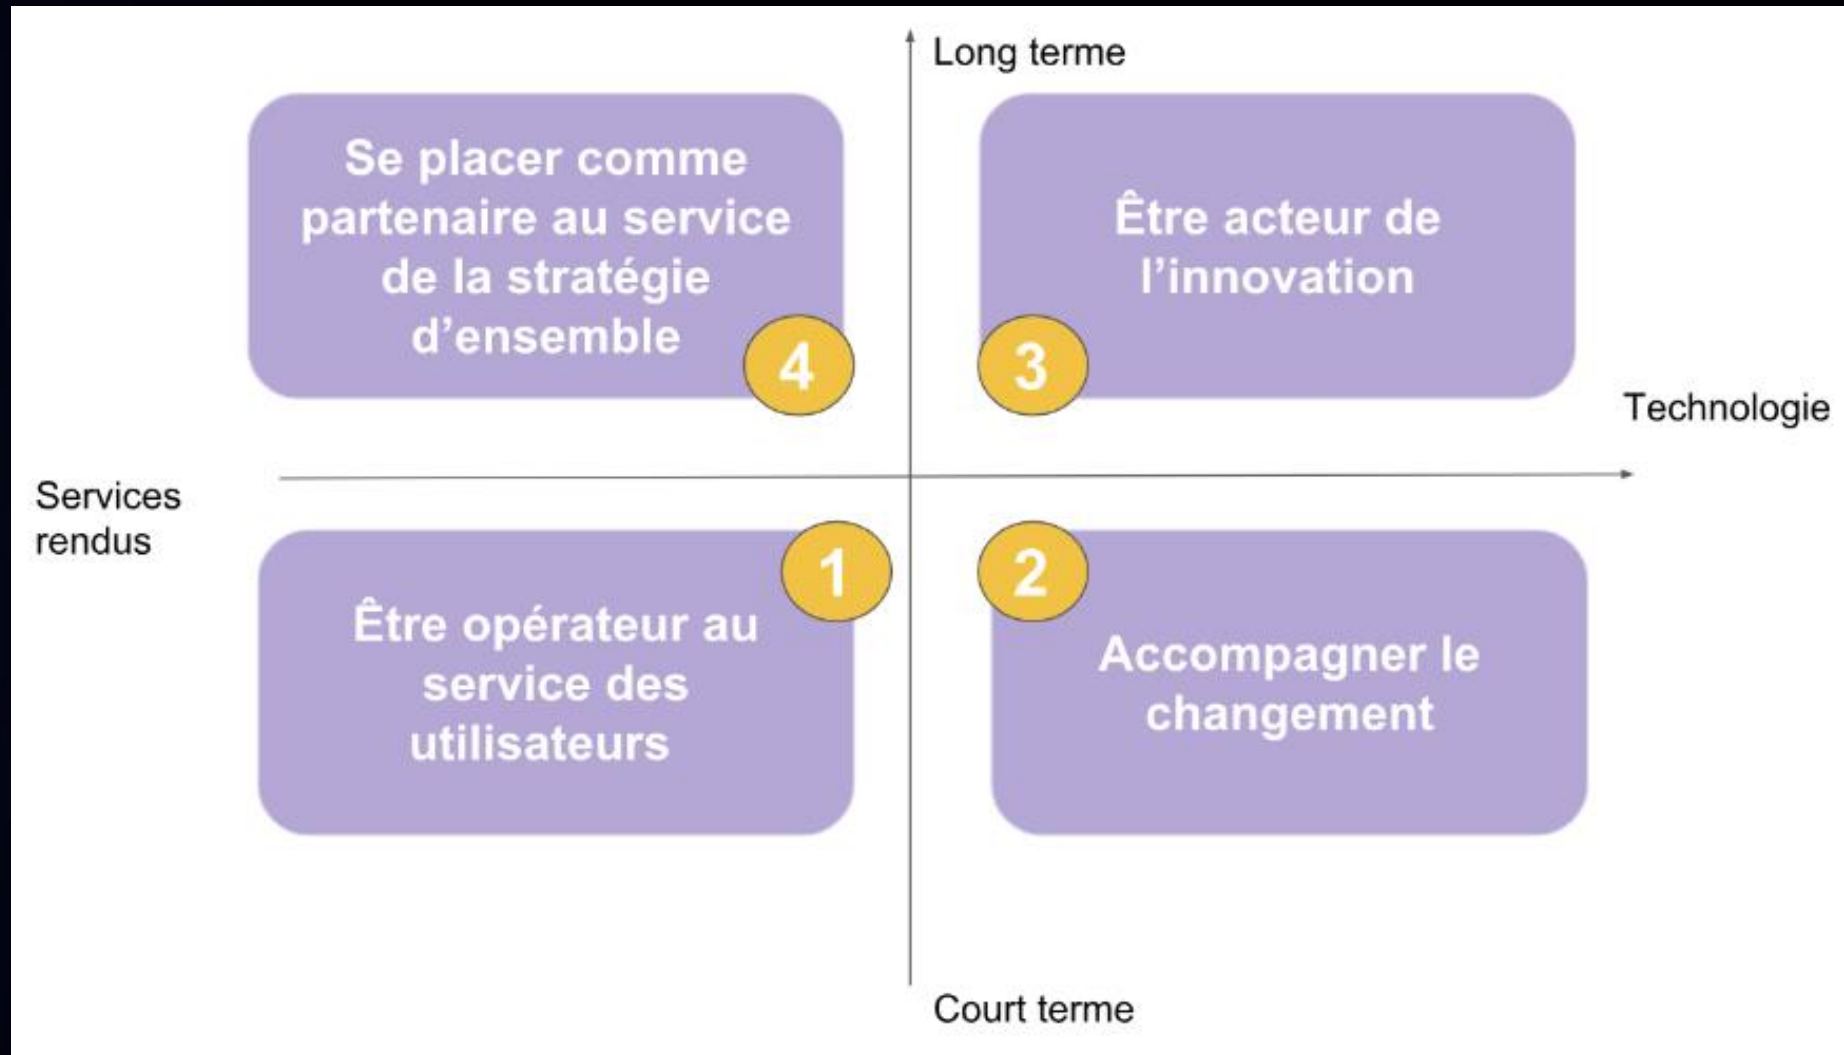 Long terme
Se placer comme
partenaire au service
de la stratégie
d’ensemble
4
Être acteur de
l’innovation
3
Technologie
Services
rendus
1
Être opérateur au
service des
utilisateurs
2
Accompagner le
changement
Court terme